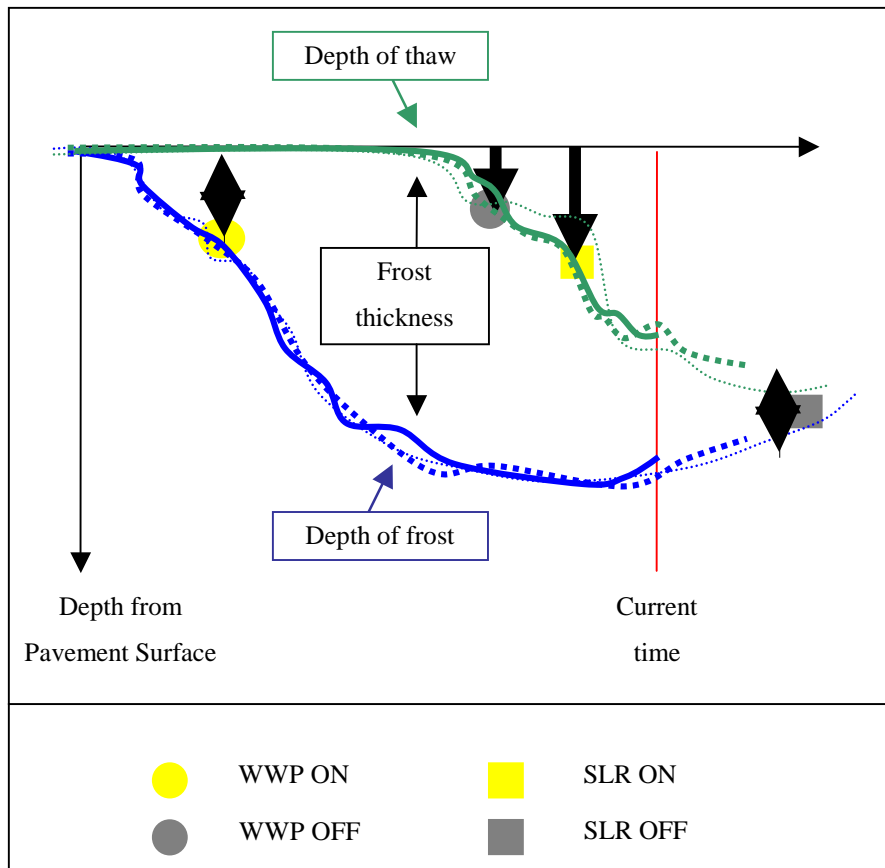 Depth of thaw
Frost
thickness
Depth of frost
Depth from
Pavement Surface
Current
time
WWP ON
SLR ON
WWP OFF
SLR OFF